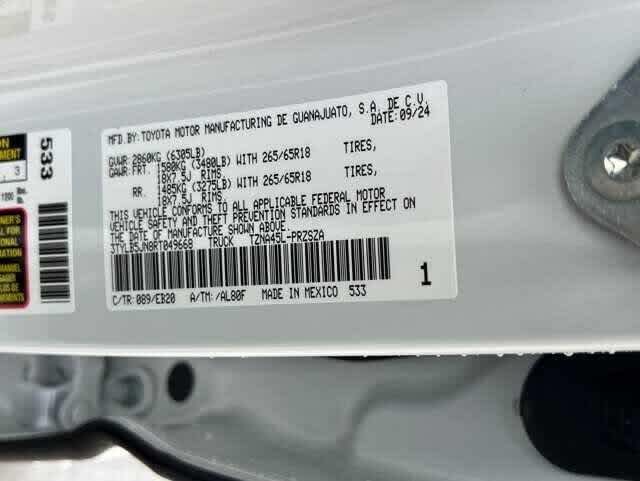 MFD. BY: TOYOTA MOTOR MANUFACTURING DE GUANAJUATO, S.A. DE C.V.
DATE: 09/24
GVWR: 2860KG (6305LB)
GAWR: FRT. 1580KG (3480LB) WITH 265/65R18 TIRES,
18X7.5J RIMS,
RR. 1485KG (3275LB) WITH 265/65R18 TIRES,
18X7.5J RIMS.
THIS VEHICLE CONFORMS TO ALL APPLICABLE FEDERAL MOTOR
VEHICLE SAFETY AND THEFT PREVENTION STANDARDS IN EFFECT
ON THE DATE OF MANUFACTURE SHOWN ABOVE.
TRUCK TZNA45L-PRZSZA
C/TR: 089/EB20 A/TM: /AL80F MADE IN MEXICO 533
1
533